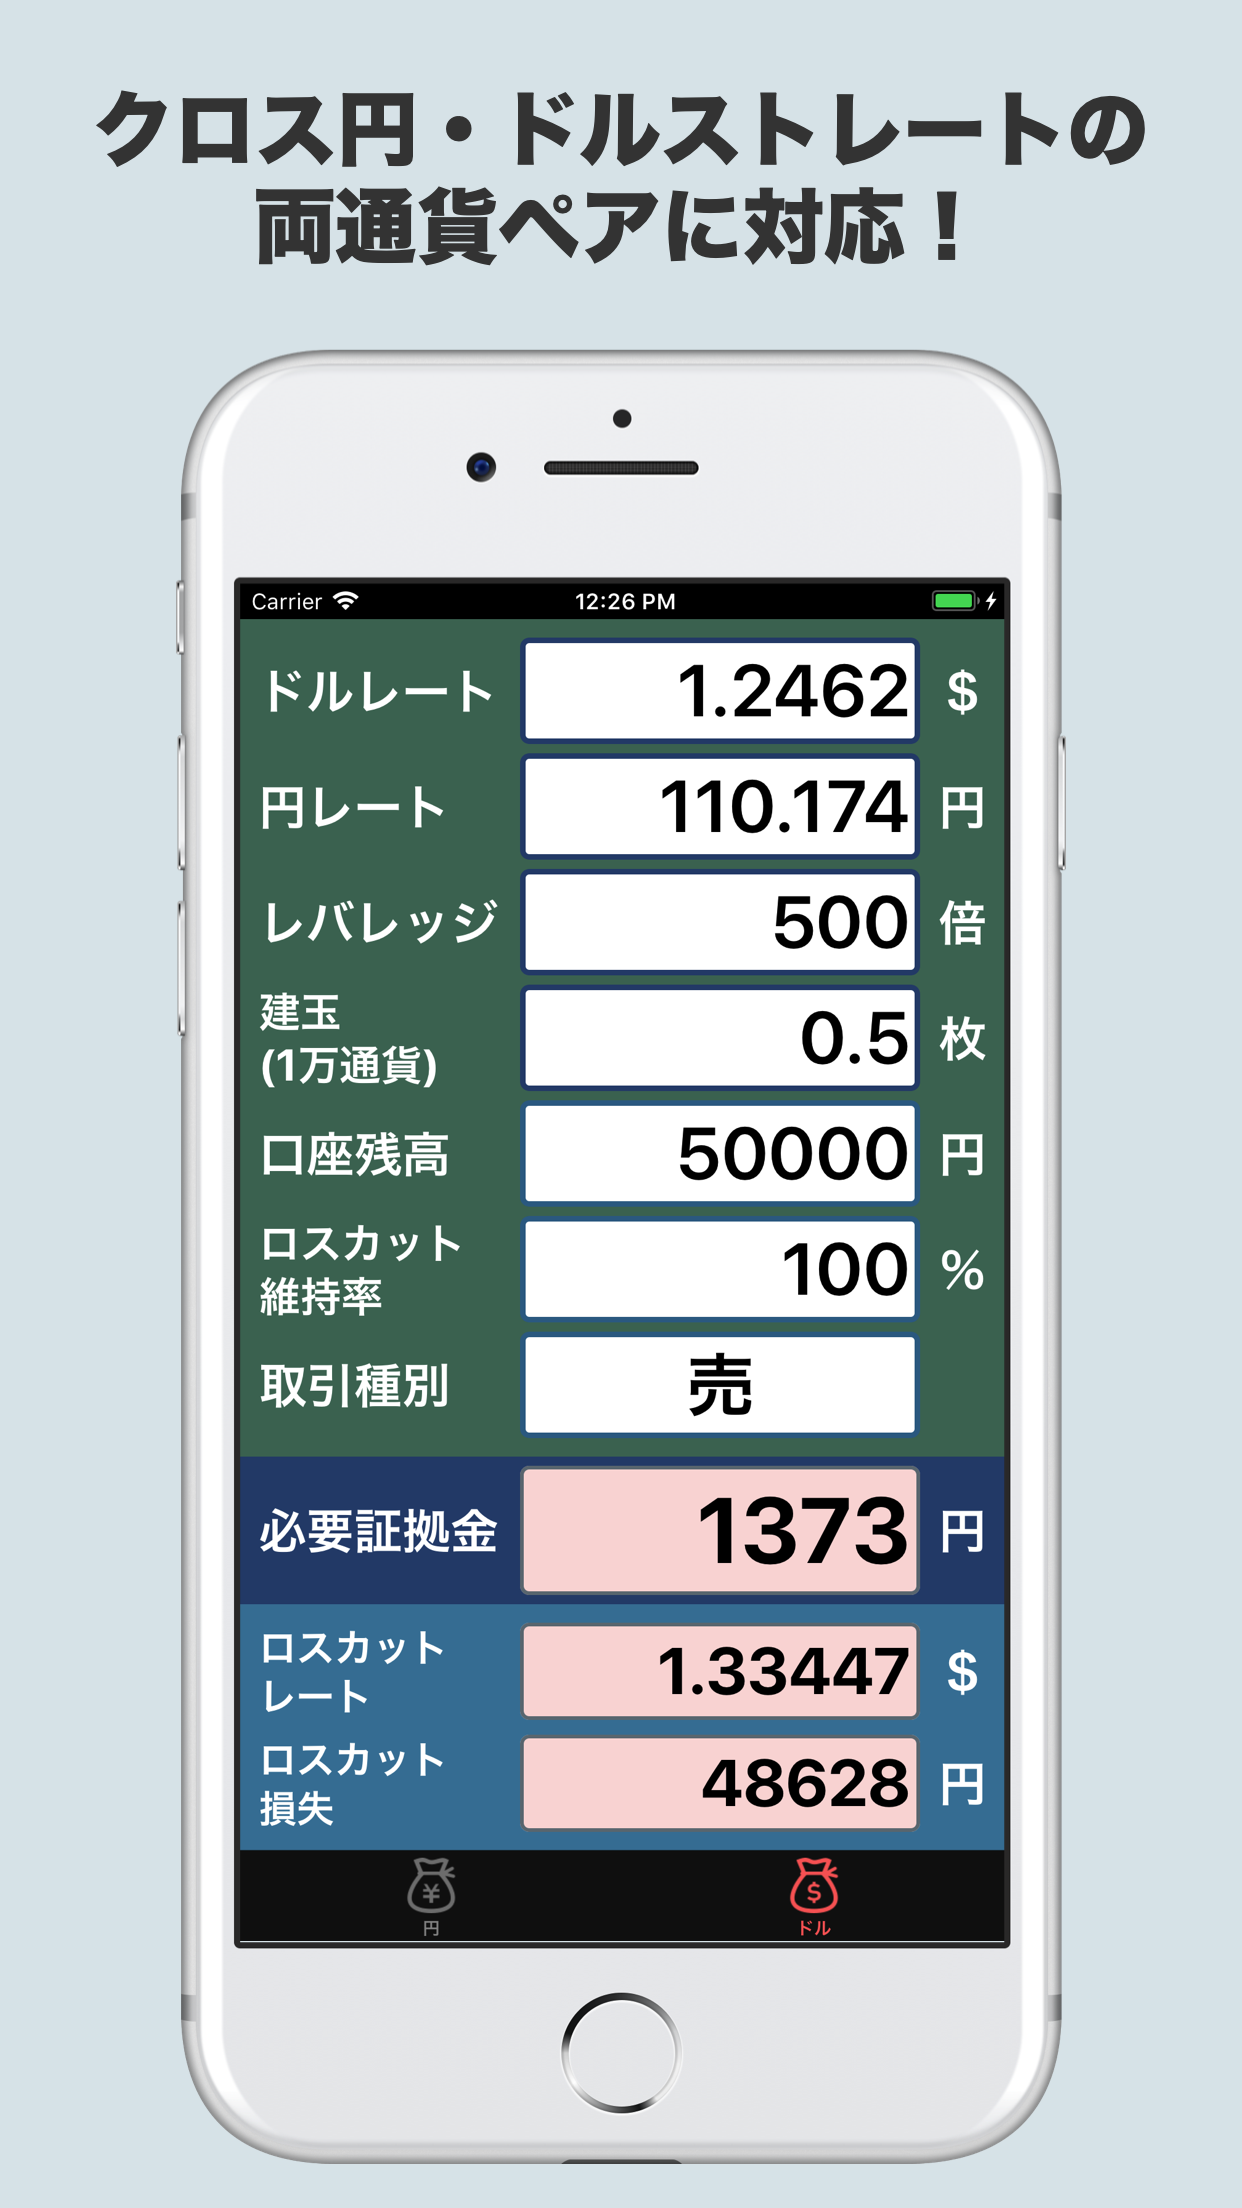 クロス円・ドルストレートの
両通貨ペアに対応！
Carrier 12:26 PM
ドルレート 1.2462 $
円レート 110.174 円
レバレッジ 500 倍
建玉
(1万通貨) 0.5 枚
口座残高 50000 円
ロスカット
維持率 100 %
取引種別 売
必要証拠金 1373 円
ロスカット
レート 1.33447 $
ロスカット
損失 48628 円
¥ $
円 ドル